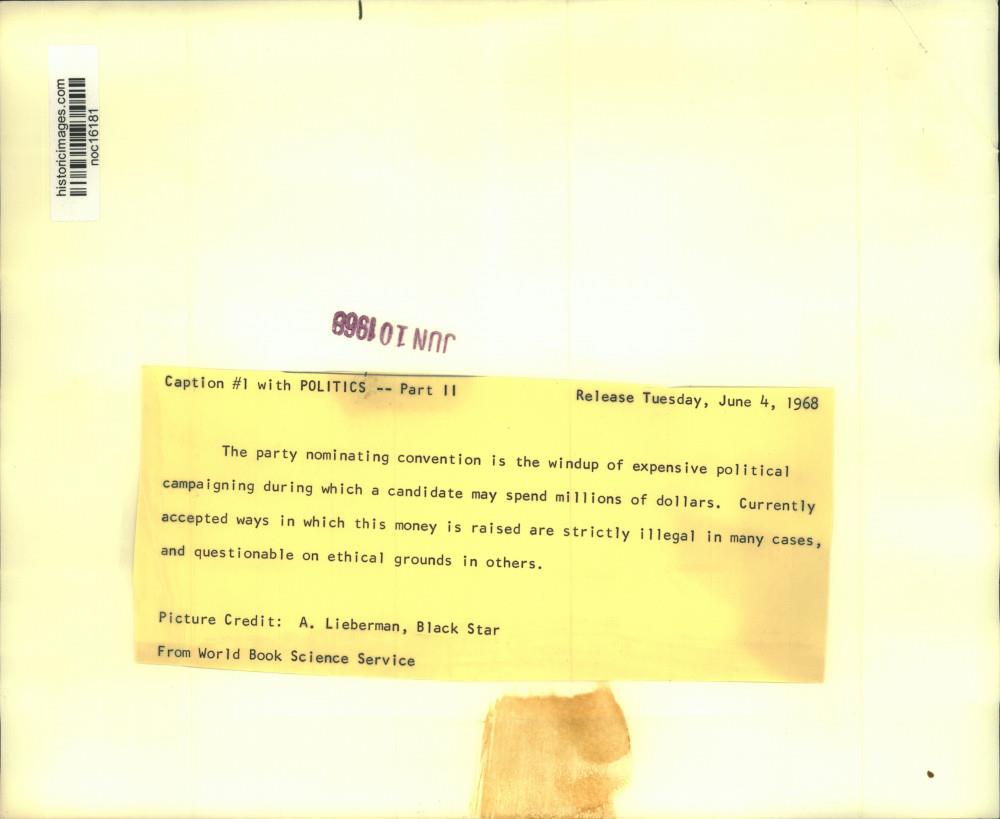 historicimages.com
noc16181
JUN 10 1968
Caption #1 with POLITICS -- Part II
Release Tuesday, June 4, 1968
The party nominating convention is the windup of expensive political
campaigning during which a candidate may spend millions of dollars. Currently
accepted ways in which this money is raised are strictly illegal in many cases,
and questionable on ethical grounds in others.
Picture Credit: A. Lieberman, Black Star
From World Book Science Service